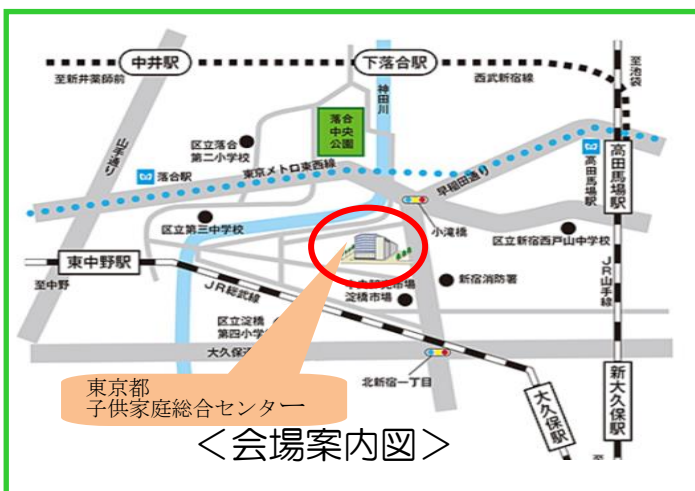 中井駅
下落合駅
至新井薬師前
西武新宿線
至池袋
神田川
落合
中央
公園
区立落合
第二小学校
山手通り
落合駅
東京メトロ東西線
早稲田通り
高田馬場駅
高田馬場駅
小滝橋
区立第三中学校
区立新宿西戸山中学校
東中野駅
至中野
JR総武線
新宿消防署
淀橋市場
JR山手線
区立淀橋
第四小学
大久保
北新宿一丁目
大久保駅
新大久保駅
東京都
子供家庭総合センター
<会場案内図>